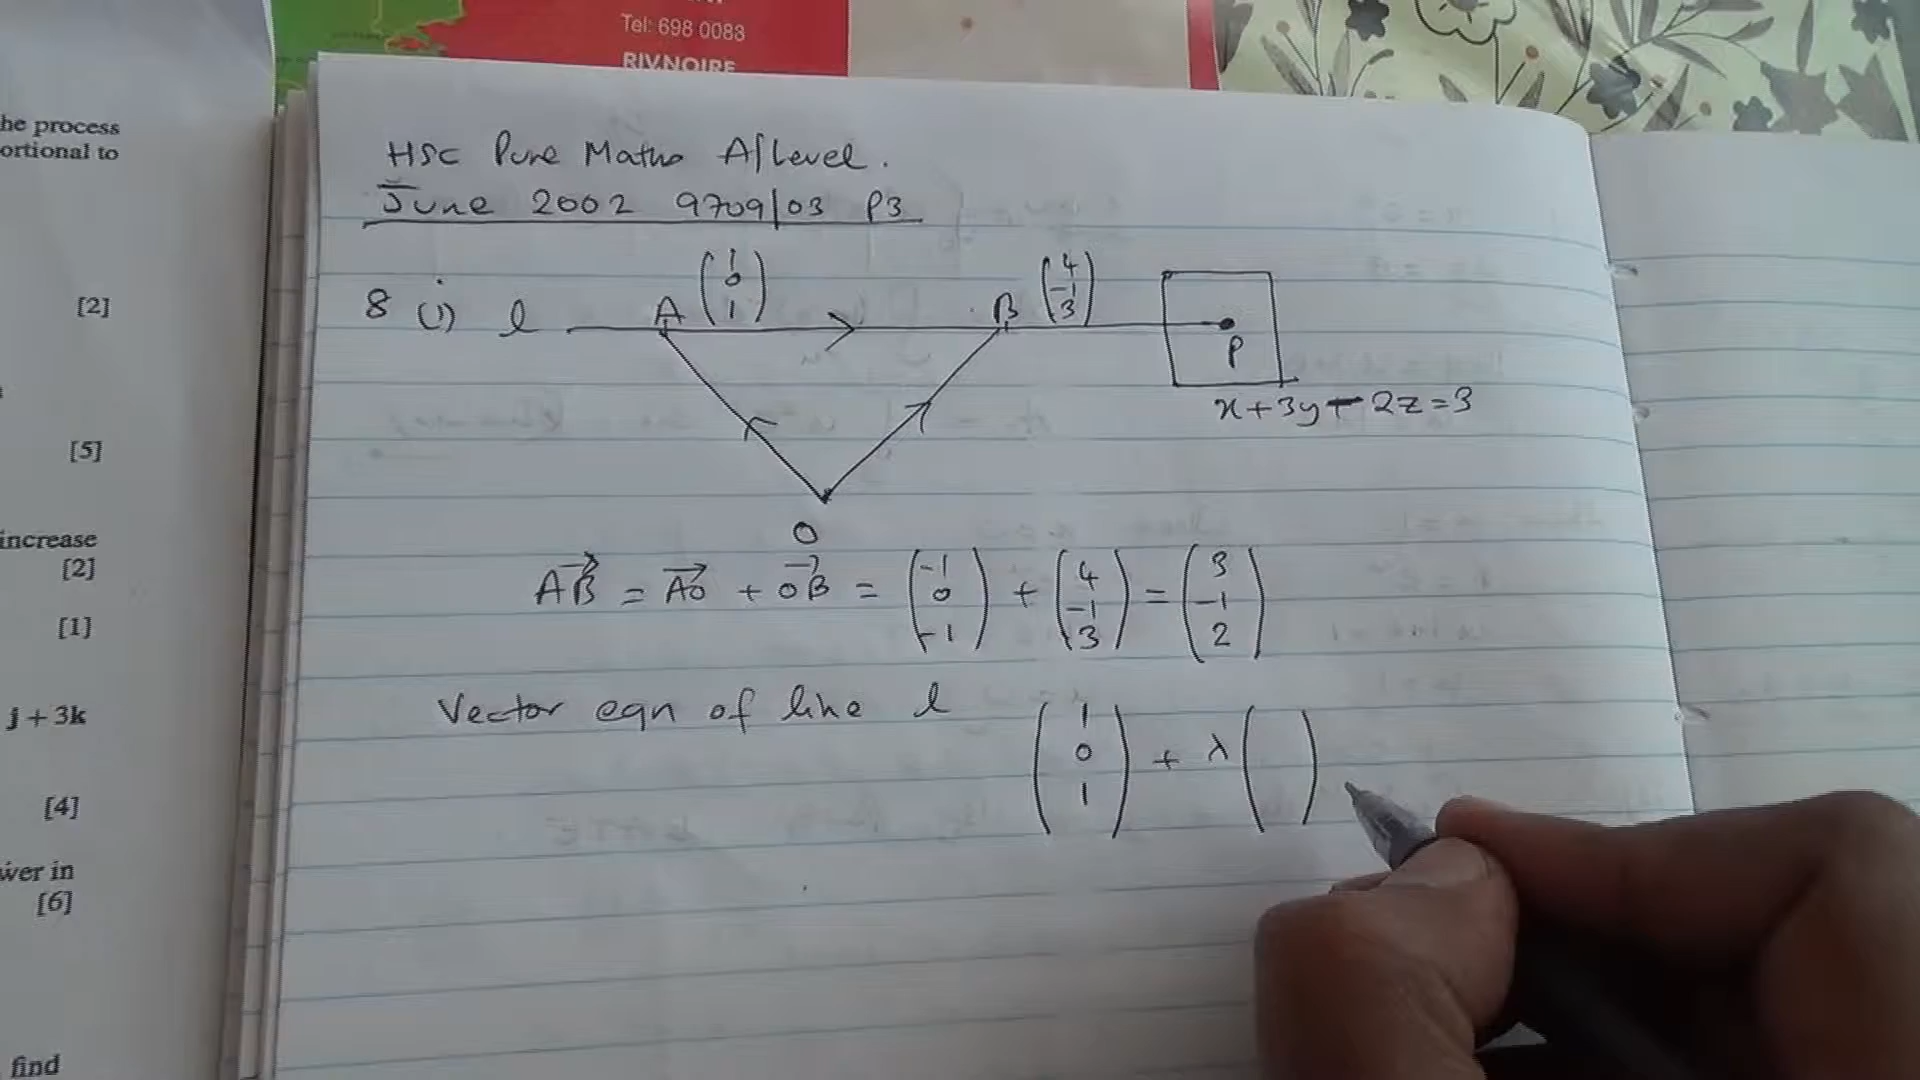 Tel: 698 0083
RIV.NOIRE
he process
ortional to
[2]
[5]
increase
[2]
[1]
j + 3k
[4]
wer in
[6]
find
HSC Pure Maths A/Level.
June 2002 9709/03 P3
8 (i) l A (1 0 1) B (4 -1 3) P
x+3y-2z=3
O
AB = AO + OB = (-1 0 -1) + (4 -1 3) = (3 -1 2)
Vector eqn of line l (1 0 1) + λ ( )